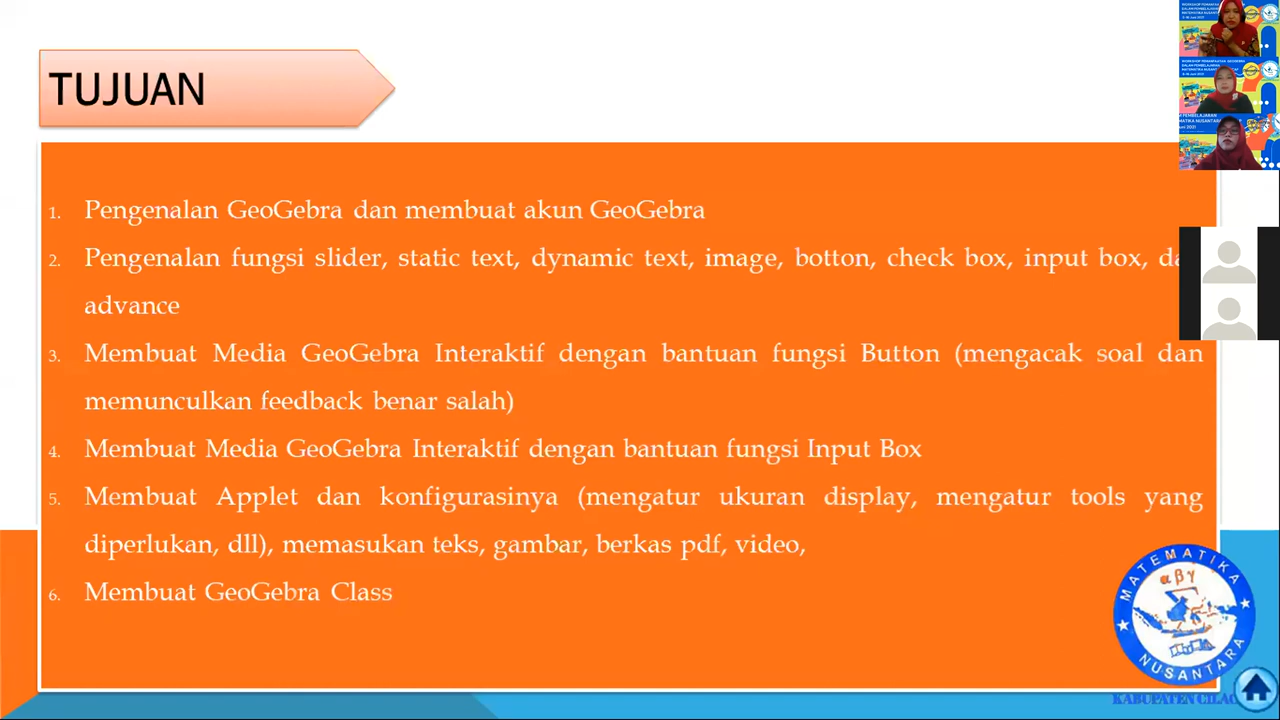 TUJUAN
1. Pengenalan GeoGebra dan membuat akun GeoGebra
2. Pengenalan fungsi slider, static text, dynamic text, image, botton, check box, input box,
advance
3. Membuat Media GeoGebra Interaktif dengan bantuan fungsi Button (mengacak soal dan
memunculkan feedback benar salah)
4. Membuat Media GeoGebra Interaktif dengan bantuan fungsi Input Box
5. Membuat Applet dan konfigurasinya (mengatur ukuran display, mengatur tools yang
diperlukan, dll), memasukan teks, gambar, berkas pdf, video,
6. Membuat GeoGebra Class
MATEMATIKA
α β γ
NUSANTARA
KABUPATEN